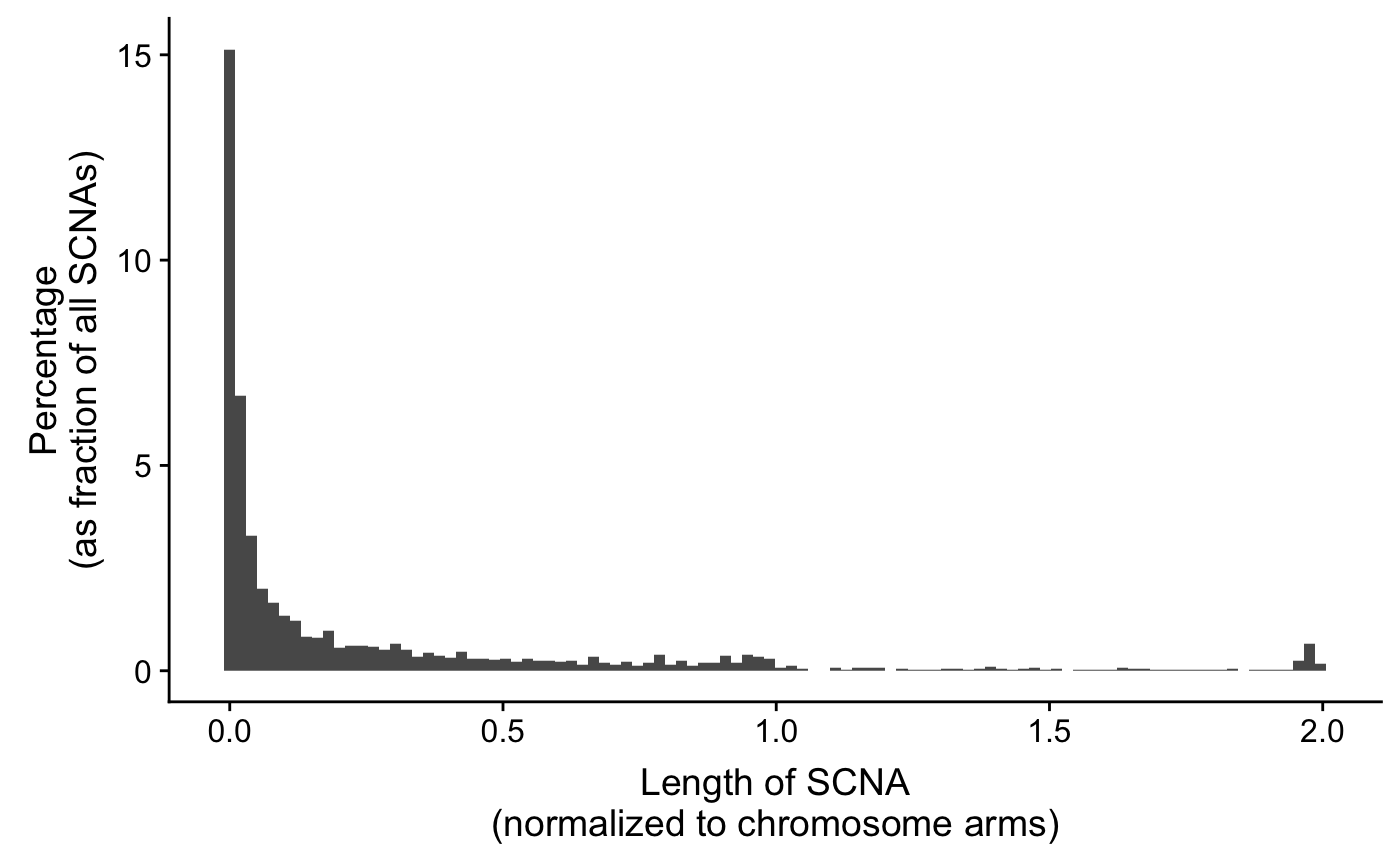 Percentage
(as fraction of all SCNAs)
15
10
5
0
0.0
0.5
1.0
1.5
2.0
Length of SCNA
(normalized to chromosome arms)